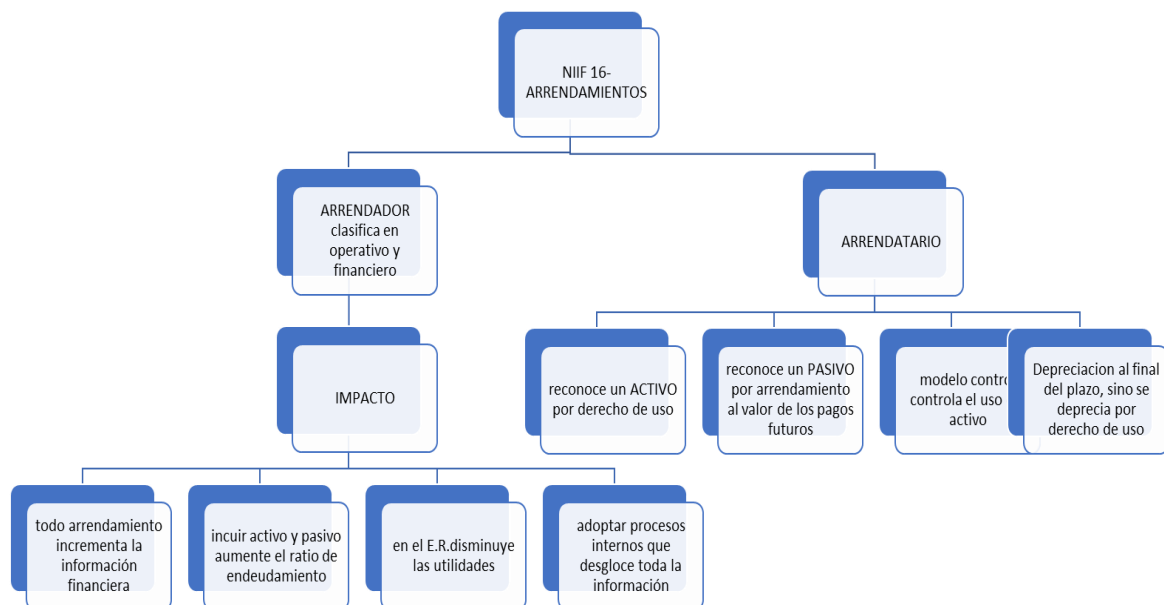 NIIF 16-
ARRENDAMIENTOS
ARRENDADOR
clasifica en
operativo y
financiero
ARRENDATARIO
IMPACTO
reconoce un ACTIVO
por derecho de uso
reconoce un PASIVO
por arrendamiento
al valor de los pagos
futuros
modelo contro
controla el uso
activo
Depreciacion al final
del plazo, sino se
deprecia por
derecho de uso
todo arrendamiento
incrementa la
información
financiera
incuir activo y pasivo
aumente el ratio de
endeudamiento
en el E.R.disminuye
las utilidades
adoptar procesos
internos que
desgloce toda la
información